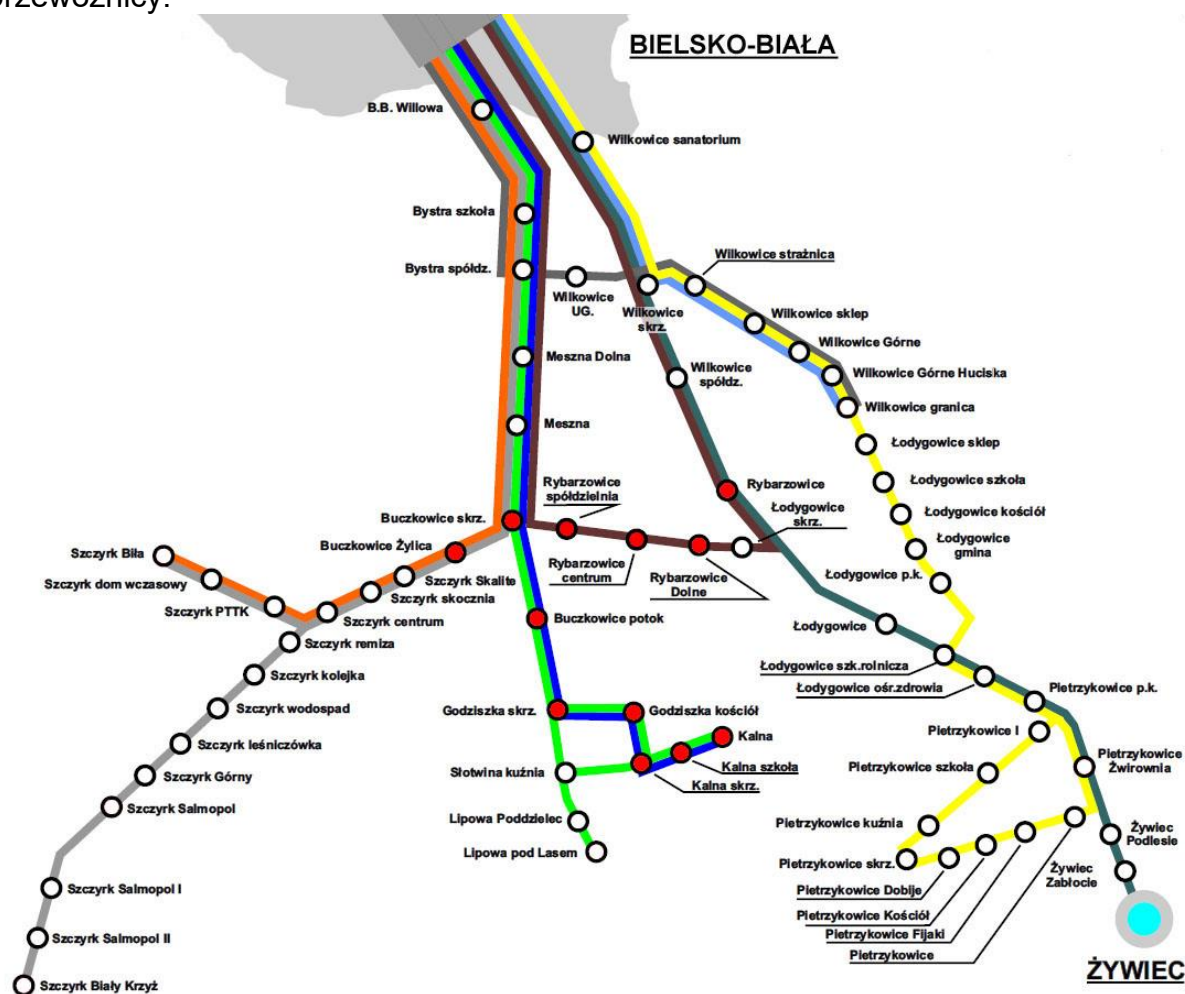 BIELSKO-BIAŁA
B.B. Willowa
Wilkowice sanatorium
Bystra szkoła
Bystra spółdz.
Wilkowice
UG.
Wilkowice strażnica
Wilkowice
skrz.
Wilkowice sklep
Wilkowice Górne
Meszna Dolna
Wilkowice
spółdz.
Wilkowice Górne Huciska
Wilkowice granica
Meszna
Łodygowice sklep
Rybarzowice
spółdzielnia
Rybarzowice
Łodygowice szkoła
Łodygowice
skrz.
Łodygowice kościół
Buczkowice skrz.
Łodygowice
gmina
Szczyrk Biła
Buczkowice Żylica
Rybarzowice
centrum
Rybarzowice
Dolne
Łodygowice p.k.
Szczyrk dom wczasowy
Szczyrk Skalite
Szczyrk skocznia
Szczyrk PTTK
Szczyrk centrum
Buczkowice potok
Łodygowice
Szczyrk remiza
Łodygowice szk.rolnicza
Szczyrk kolejka
Łodygowice ośr.zdrowia
Pietrzykowice p.k.
Szczyrk wodospad
Godziszka skrz.
Godziszka kościół
Pietrzykowice I
Kalna
Szczyrk leśniczówka
Pietrzykowice
Żwirownia
Szczyrk Górny
Słotwina kuźnia
Kalna szkoła
Kalna skrz.
Pietrzykowice szkoła
Szczyrk Salmopol
Lipowa Poddzielec
Pietrzykowice kuźnia
Żywiec
Podlesie
Lipowa pod Lasem
Pietrzykowice skrz.
Żywiec
Zabłocie
Szczyrk Salmopol I
Pietrzykowice Dobije
Pietrzykowice Kościół
Pietrzykowice Fijaki
Pietrzykowice
Szczyrk Salmopol II
ŻYWIEC
Szczyrk Biały Krzyż